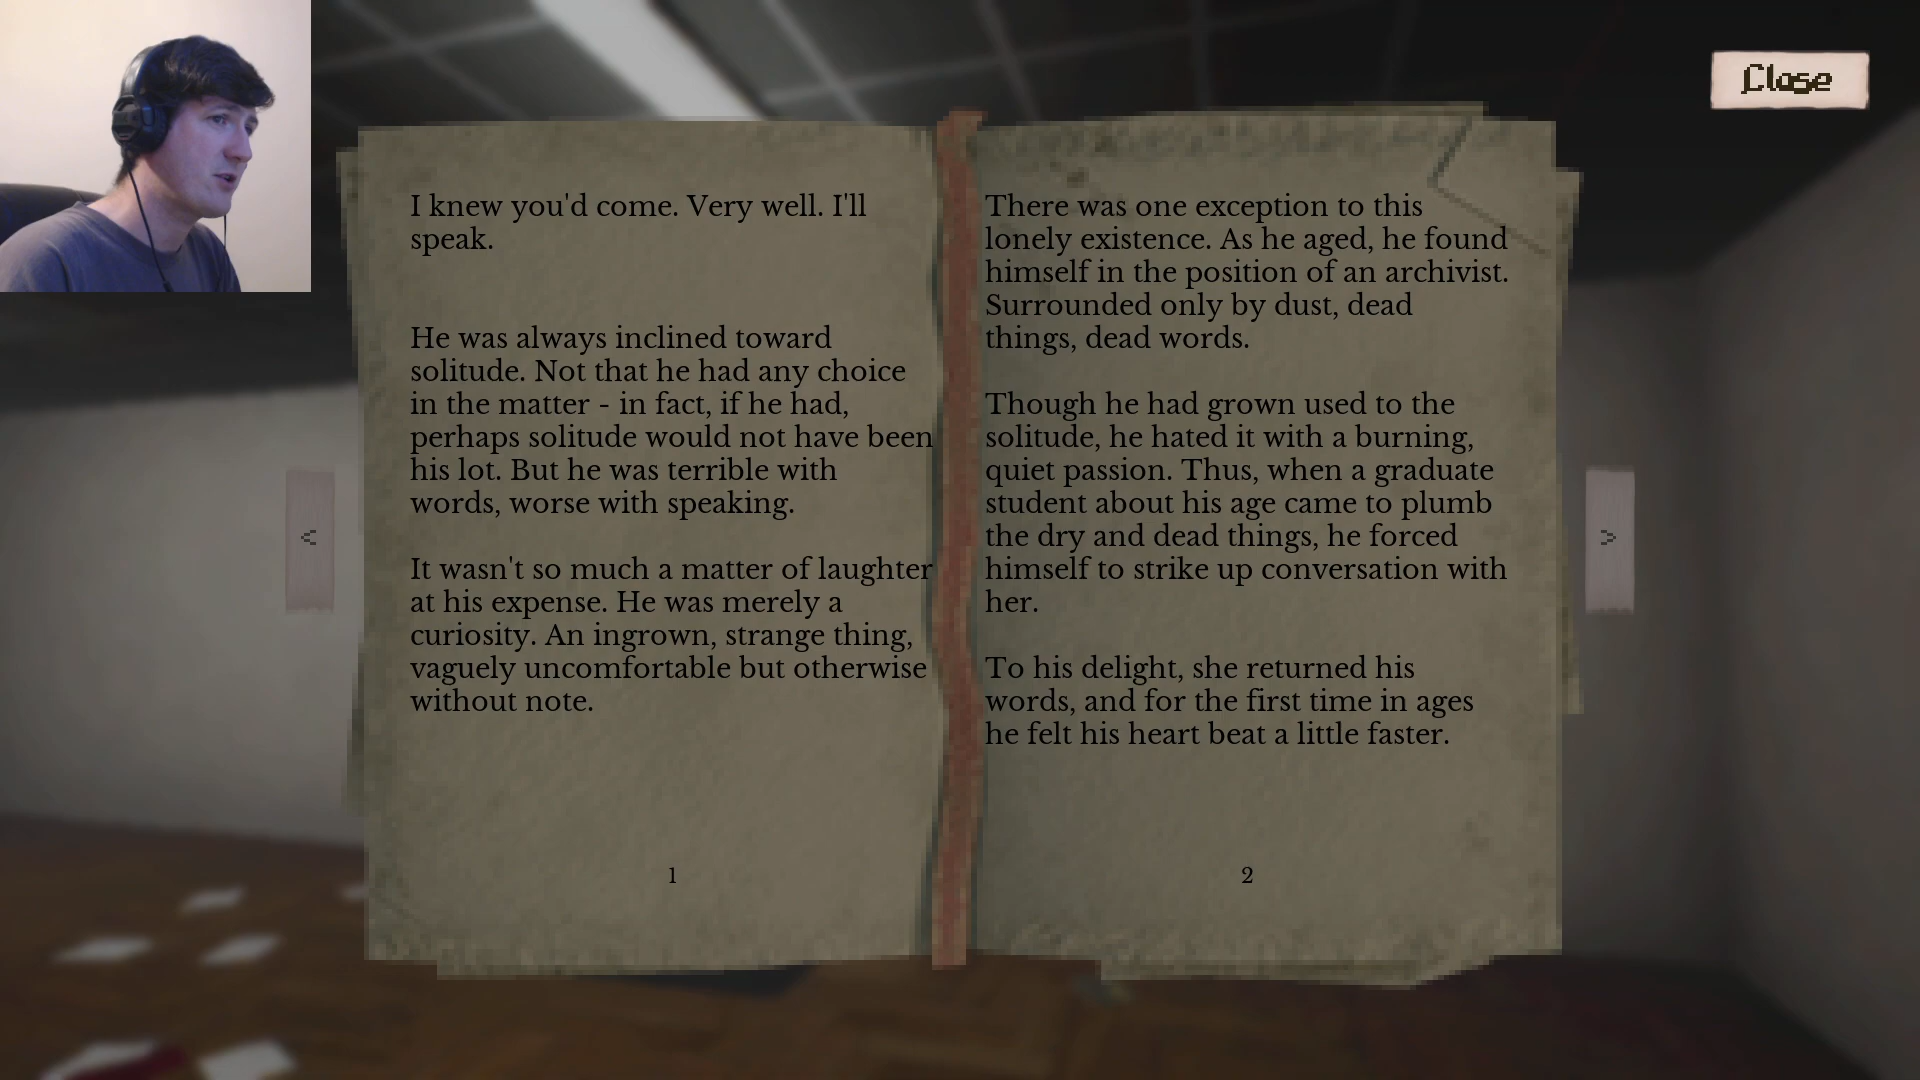 Close
I knew you'd come. Very well. I'll
speak.
He was always inclined toward
solitude. Not that he had any choice
in the matter - in fact, if he had,
perhaps solitude would not have been
his lot. But he was terrible with
words, worse with speaking.
It wasn't so much a matter of laughter
at his expense. He was merely a
curiosity. An ingrown, strange thing,
vaguely uncomfortable but otherwise
without note.
1
There was one exception to this
lonely existence. As he aged, he found
himself in the position of an archivist.
Surrounded only by dust, dead
things, dead words.
Though he had grown used to the
solitude, he hated it with a burning,
quiet passion. Thus, when a graduate
student about his age came to plumb
the dry and dead things, he forced
himself to strike up conversation with
her.
To his delight, she returned his
words, and for the first time in ages
he felt his heart beat a little faster.
2
<
>